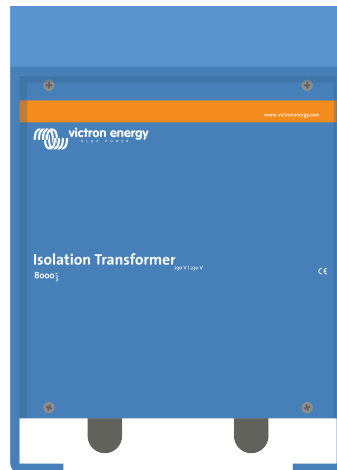 www.victronenergy.com
victron energy
BLUE POWER
Isolation Transformer
230 V | 230 V
8000
CE